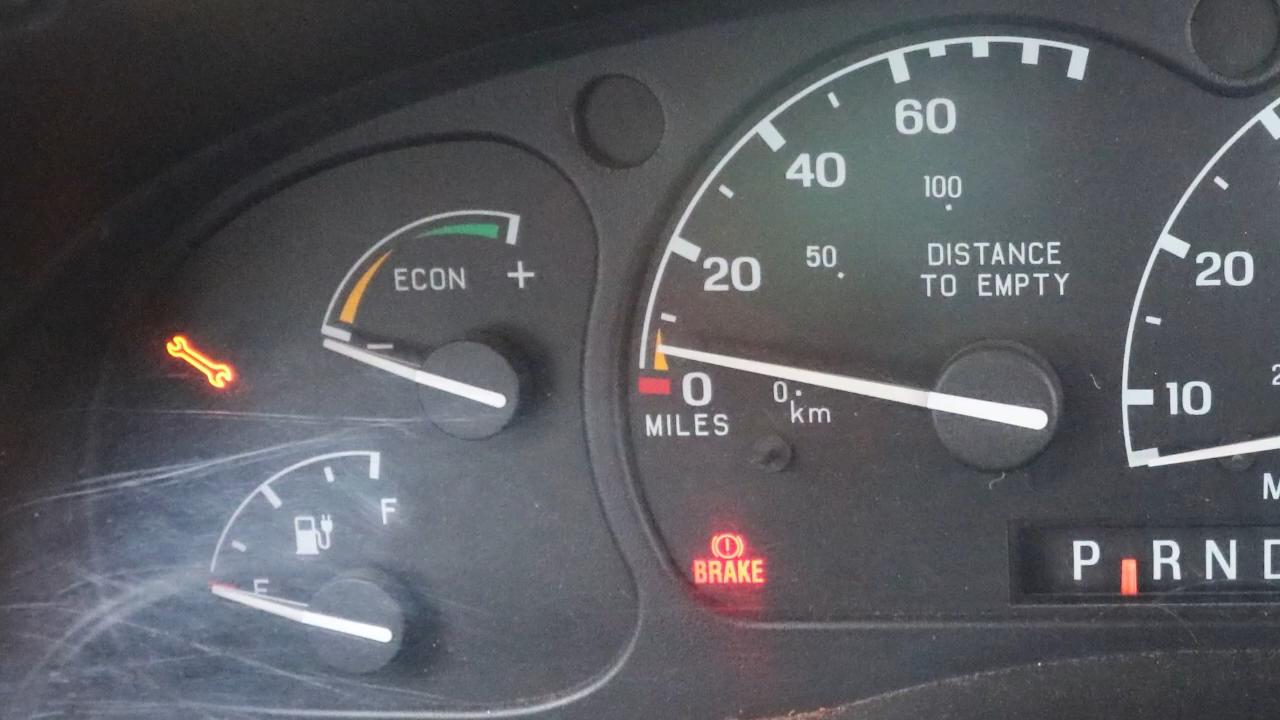 60
40
100
50
DISTANCE
TO EMPTY
20
20
ECON
+
-
0
0
km
10
MILES
F
E
BRAKE
P R N